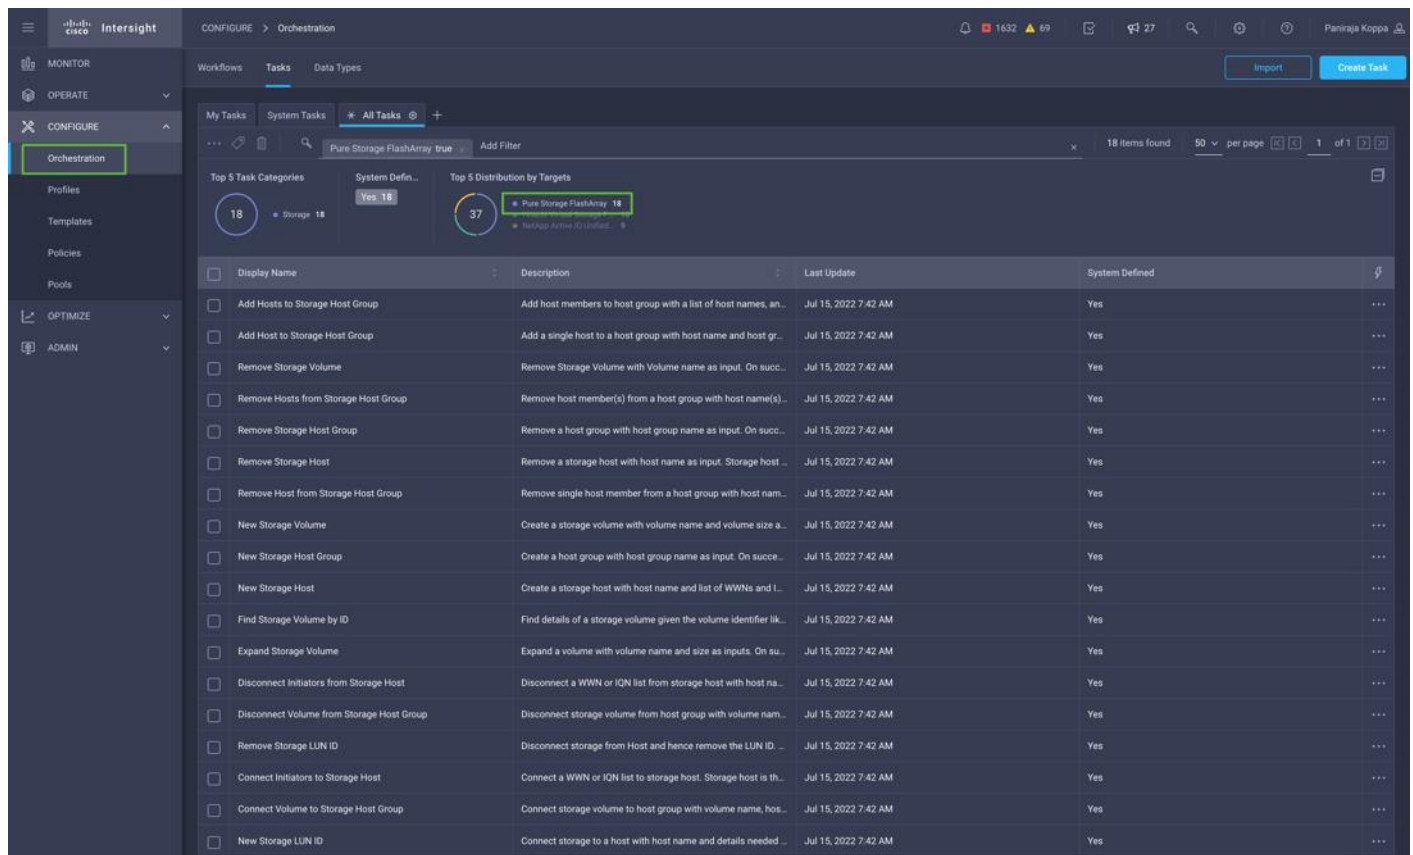 cisco Intersight CONFIGURE > Orchestration 1632 69 27 Paniraja Koppa
MONITOR
OPERATE
CONFIGURE
Orchestration
Profiles
Templates
Policies
Pools
OPTIMIZE
ADMIN
Workflows Tasks Data Types Import Create Task
My Tasks System Tasks All Tasks +
Pure Storage FlashArray true × Add Filter × 18 items found 50 per page 1 of 1
Top 5 Task Categories System Defin... Top 5 Distribution by Targets
18 Storage 18 Yes 18 37 Pure Storage FlashArray 18
NetApp Active IQ Unified... 9
Display Name Description Last Update System Defined
Add Hosts to Storage Host Group Add host members to host group with a list of host names, an... Jul 15, 2022 7:42 AM Yes
Add Host to Storage Host Group Add a single host to a host group with host name and host gr... Jul 15, 2022 7:42 AM Yes
Remove Storage Volume Remove Storage Volume with Volume name as input. On succ... Jul 15, 2022 7:42 AM Yes
Remove Hosts from Storage Host Group Remove host member(s) from a host group with host name(s)... Jul 15, 2022 7:42 AM Yes
Remove Storage Host Group Remove a host group with host group name as input. On succ... Jul 15, 2022 7:42 AM Yes
Remove Storage Host Remove a storage host with host name as input. Storage host ... Jul 15, 2022 7:42 AM Yes
Remove Host from Storage Host Group Remove single host member from a host group with host nam... Jul 15, 2022 7:42 AM Yes
New Storage Volume Create a storage volume with volume name and volume size a... Jul 15, 2022 7:42 AM Yes
New Storage Host Group Create a host group with host group name as input. On succe... Jul 15, 2022 7:42 AM Yes
New Storage Host Create a storage host with host name and list of WWNs and I... Jul 15, 2022 7:42 AM Yes
Find Storage Volume by ID Find details of a storage volume given the volume identifier lik... Jul 15, 2022 7:42 AM Yes
Expand Storage Volume Expand a volume with volume name and size as inputs. On su... Jul 15, 2022 7:42 AM Yes
Disconnect Initiators from Storage Host Disconnect a WWN or IQN list from storage host with host na... Jul 15, 2022 7:42 AM Yes
Disconnect Volume from Storage Host Group Disconnect storage volume from host group with volume nam... Jul 15, 2022 7:42 AM Yes
Remove Storage LUN ID Disconnect storage from Host and hence remove the LUN ID. ... Jul 15, 2022 7:42 AM Yes
Connect Initiators to Storage Host Connect a WWN or IQN list to storage host. Storage host is th... Jul 15, 2022 7:42 AM Yes
Connect Volume to Storage Host Group Connect storage volume to host group with volume name, hos... Jul 15, 2022 7:42 AM Yes
New Storage LUN ID Connect storage to a host with host name and details needed ... Jul 15, 2022 7:42 AM Yes